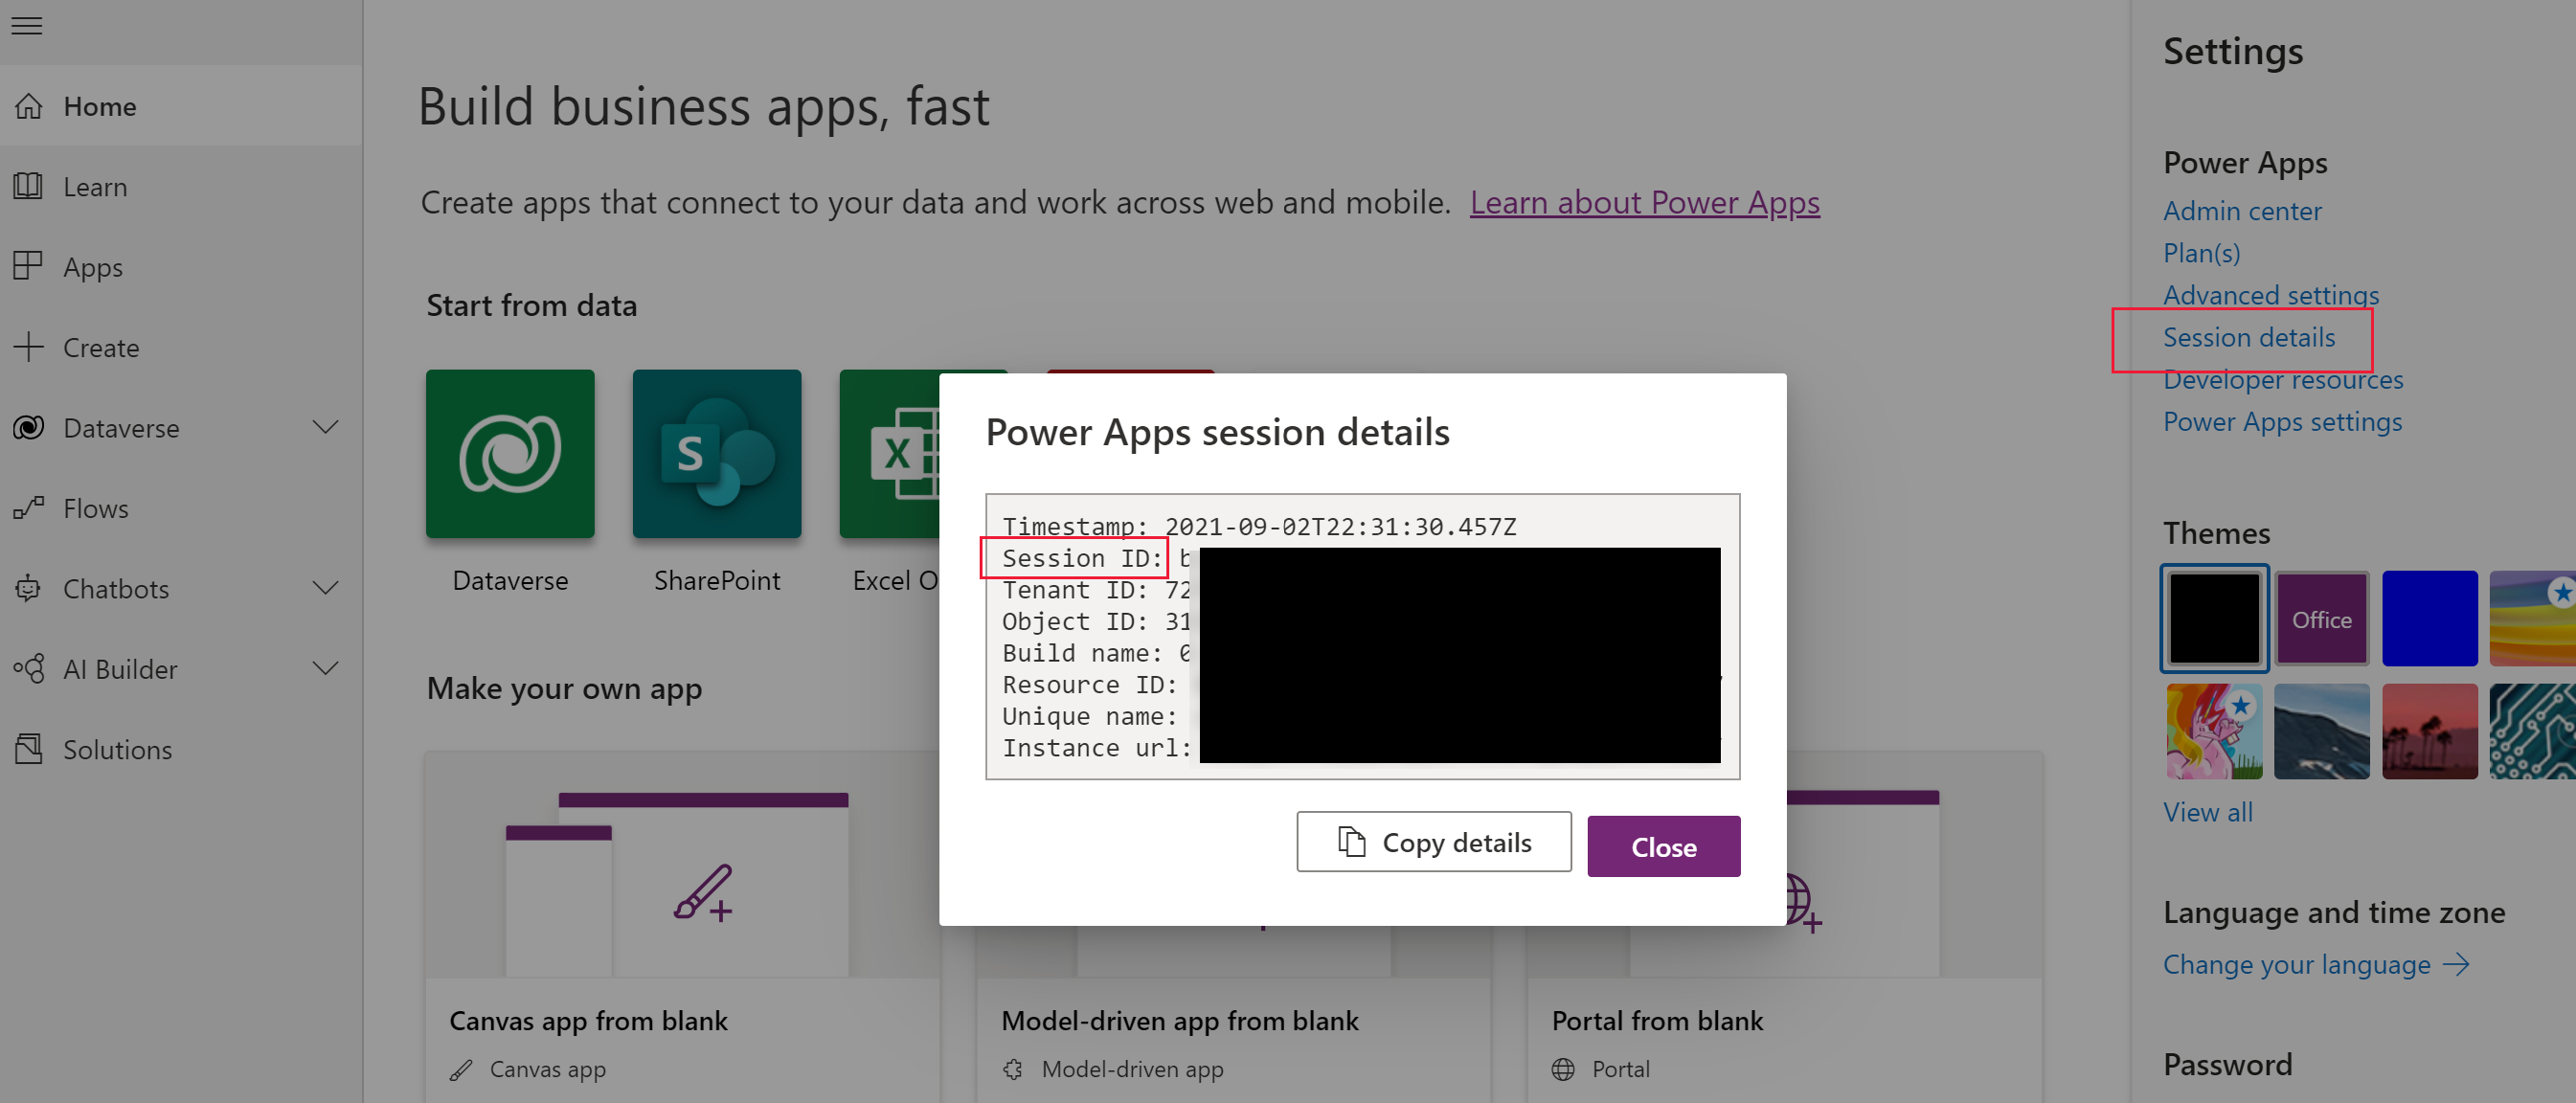 Home
Learn
Apps
Create
Dataverse
Flows
Chatbots
AI Builder
Solutions
Build business apps, fast
Create apps that connect to your data and work across web and mobile. Learn about Power Apps
Start from data
Dataverse
S
SharePoint
X
Excel O
Make your own app
Canvas app from blank
Canvas app
Model-driven app from blank
Model-driven app
Portal from blank
Portal
Power Apps session details
Timestamp: 2021-09-02T22:31:30.457Z
Session ID: b
Tenant ID: 72
Object ID: 31
Build name: 0
Resource ID:
Unique name:
Instance url:
Copy details
Close
Settings
Power Apps
Admin center
Plan(s)
Advanced settings
Session details
Developer resources
Power Apps settings
Themes
Office
View all
Language and time zone
Change your language
Password